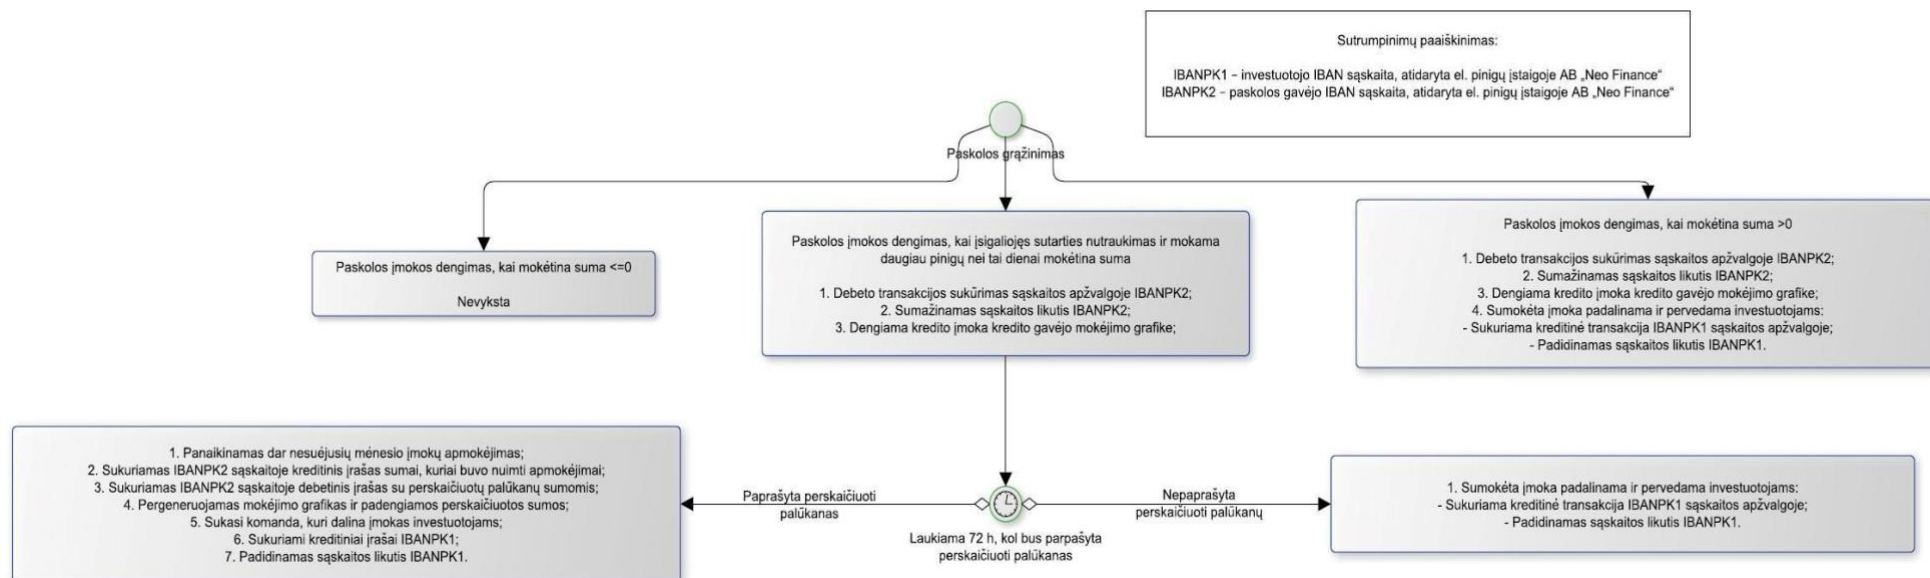 Sutrumpinimų paaiškinimas:
IBANPK1 – investuotojo IBAN sąskaita, atidaryta el. pinigų įstaigoje AB „Neo Finance“
IBANPK2 – paskolos gavėjo IBAN sąskaita, atidaryta el. pinigų įstaigoje AB „Neo Finance“
Paskolos grąžinimas
Paskolos įmokos dengimas, kai mokėtina suma <=0
Nevyksta
Paskolos įmokos dengimas, kai įsigaliojęs sutarties nutraukimas ir mokama
daugiau pinigų nei tai dienai mokėtina suma
1. Debeto transakcijos sukūrimas sąskaitos apžvalgoje IBANPK2;
2. Sumažinamas sąskaitos likutis IBANPK2;
3. Dengiama kredito įmoka kredito gavėjo mokėjimo grafike;
Paskolos įmokos dengimas, kai mokėtina suma >0
1. Debeto transakcijos sukūrimas sąskaitos apžvalgoje IBANPK2;
2. Sumažinamas sąskaitos likutis IBANPK2;
3. Dengiama kredito įmoka kredito gavėjo mokėjimo grafike;
4. Sumokėta įmoka padalinama ir pervedama investuotojams:
- Sukuriama kreditinė transakcija IBANPK1 sąskaitos apžvalgoje;
- Padidinamas sąskaitos likutis IBANPK1.
1. Panaikinamas dar nesuėjusių mėnesio įmokų apmokėjimas;
2. Sukuriamas IBANPK2 sąskaitoje kreditinis įrašas sumai, kuriai buvo nuimti apmokėjimai;
3. Sukuriamas IBANPK2 sąskaitoje debetinis įrašas su perskaičiuotų palūkanų sumomis;
4. Pergeneruojamas mokėjimo grafikas ir padengiamos perskaičiuotos sumos;
5. Sukasi komanda, kuri dalina įmokas investuotojams;
6. Sukuriami kreditiniai įrašai IBANPK1;
7. Padidinamas sąskaitos likutis IBANPK1.
Paprašyta perskaičiuoti
palūkanas
Laukiama 72 h, kol bus parpašyta
perskaičiuoti palūkanas
Nepaprašyta
perskaičiuoti palūkanų
1. Sumokėta įmoka padalinama ir pervedama investuotojams:
- Sukuriama kreditinė transakcija IBANPK1 sąskaitos apžvalgoje;
- Padidinamas sąskaitos likutis IBANPK1.